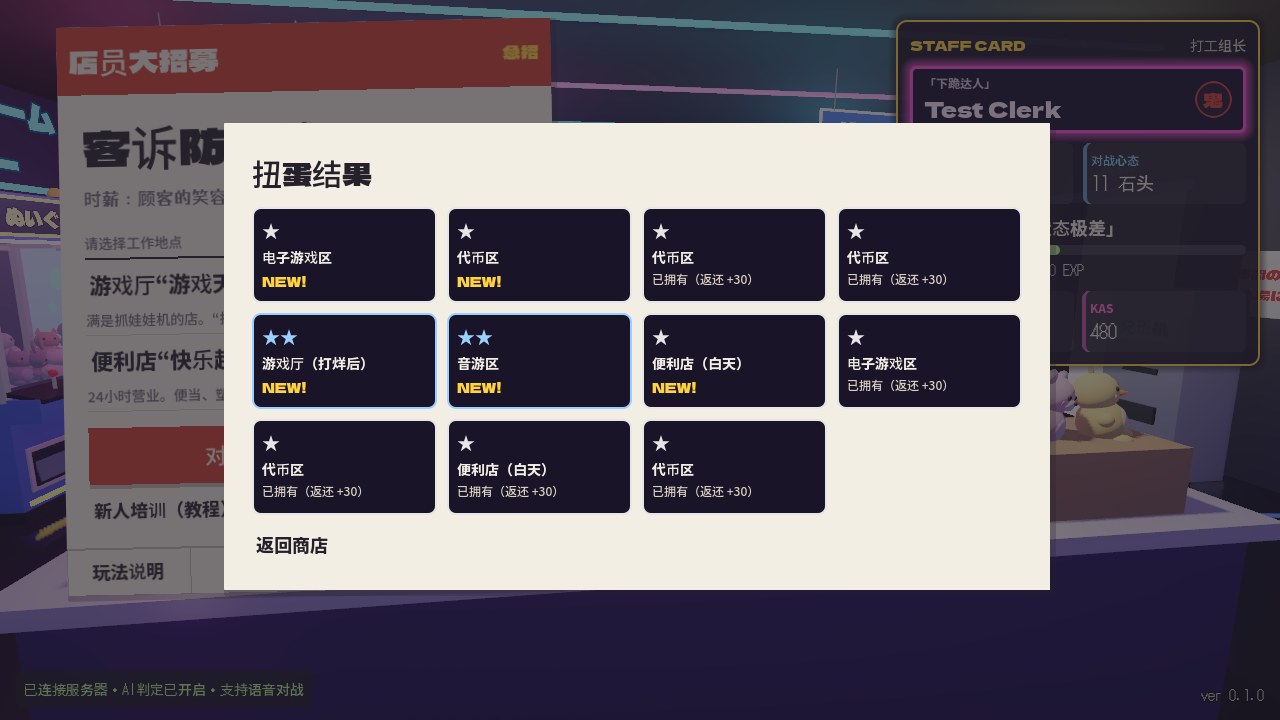 店员大招募
急招
客诉防
时薪：顾客的笑容
请选择工作地点
游戏厅“游戏天
满是抓娃娃机的店。“
便利店“快乐超
24小时营业。便当、
对
新人培训（教程）
玩法说明
ーム
ー
ぬいぐ
STAFF CARD
打工组长
「下跪达人」
Test Clerk
对战心态
11 石头
态极差」
0 EXP
KAS
480
扭蛋结果
★
电子游戏区
NEW!
★
代币区
NEW!
★
代币区
已拥有（返还 +30）
★
代币区
已拥有（返还 +30）
★★
游戏厅（打烊后）
NEW!
★★
音游区
NEW!
★
便利店（白天）
NEW!
★
电子游戏区
已拥有（返还 +30）
★
代币区
已拥有（返还 +30）
★
便利店（白天）
已拥有（返还 +30）
★
代币区
已拥有（返还 +30）
返回商店
已连接服务器·AI判定已开启·支持语音对战
ver 0.1.0